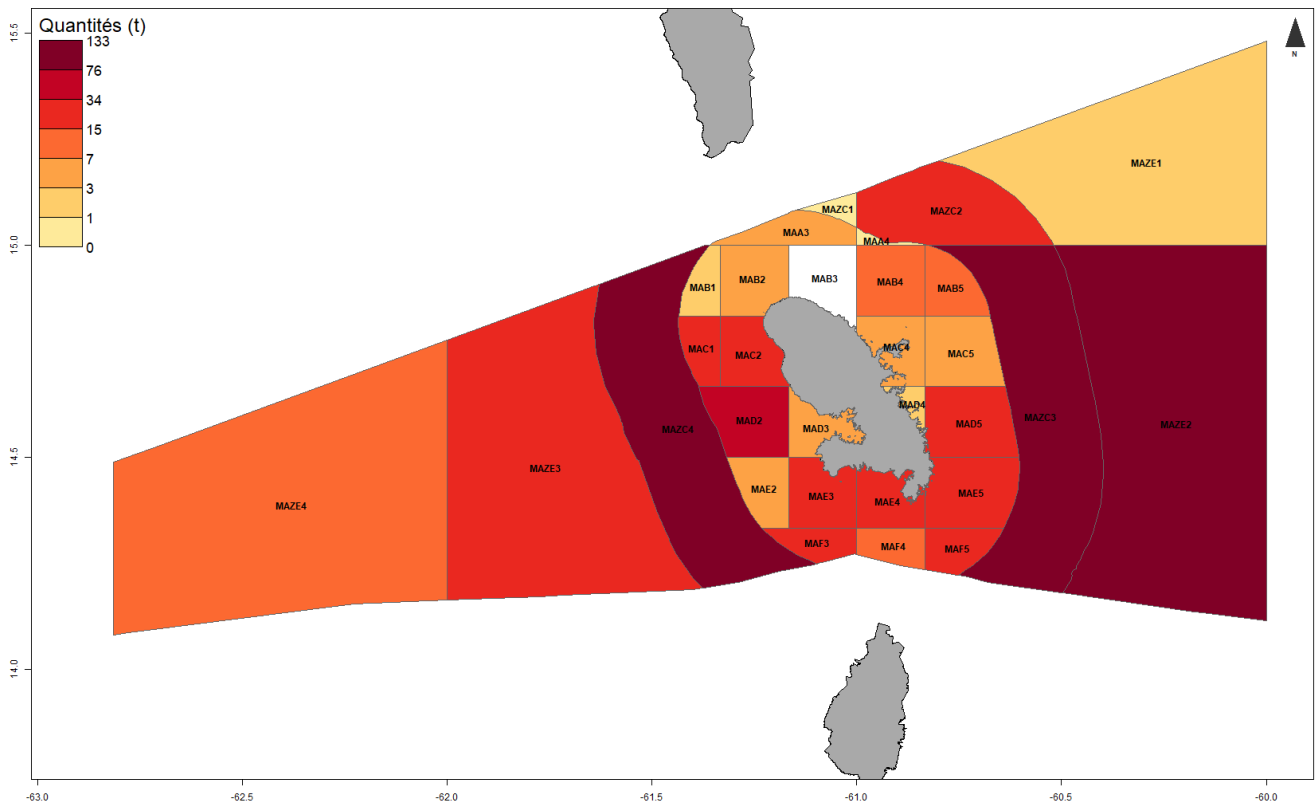 Quantités (t)
133
76
34
15
7
3
1
0
N
15.5
15.0
14.5
14.0
MAZE1
MAZC1
MAZC2
MAA3
MAA4
MAB1
MAB2
MAB3
MAB4
MAB5
MAC1
MAC2
MAC4
MAC5
MAD4
MAZC3
MAZC4
MAD2
MAD3
MAD5
MAZE2
MAZE3
MAE2
MAE3
MAE4
MAE5
MAZE4
MAF3
MAF4
MAF5
-63.0
-62.5
-62.0
-61.5
-61.0
-60.5
-60.0